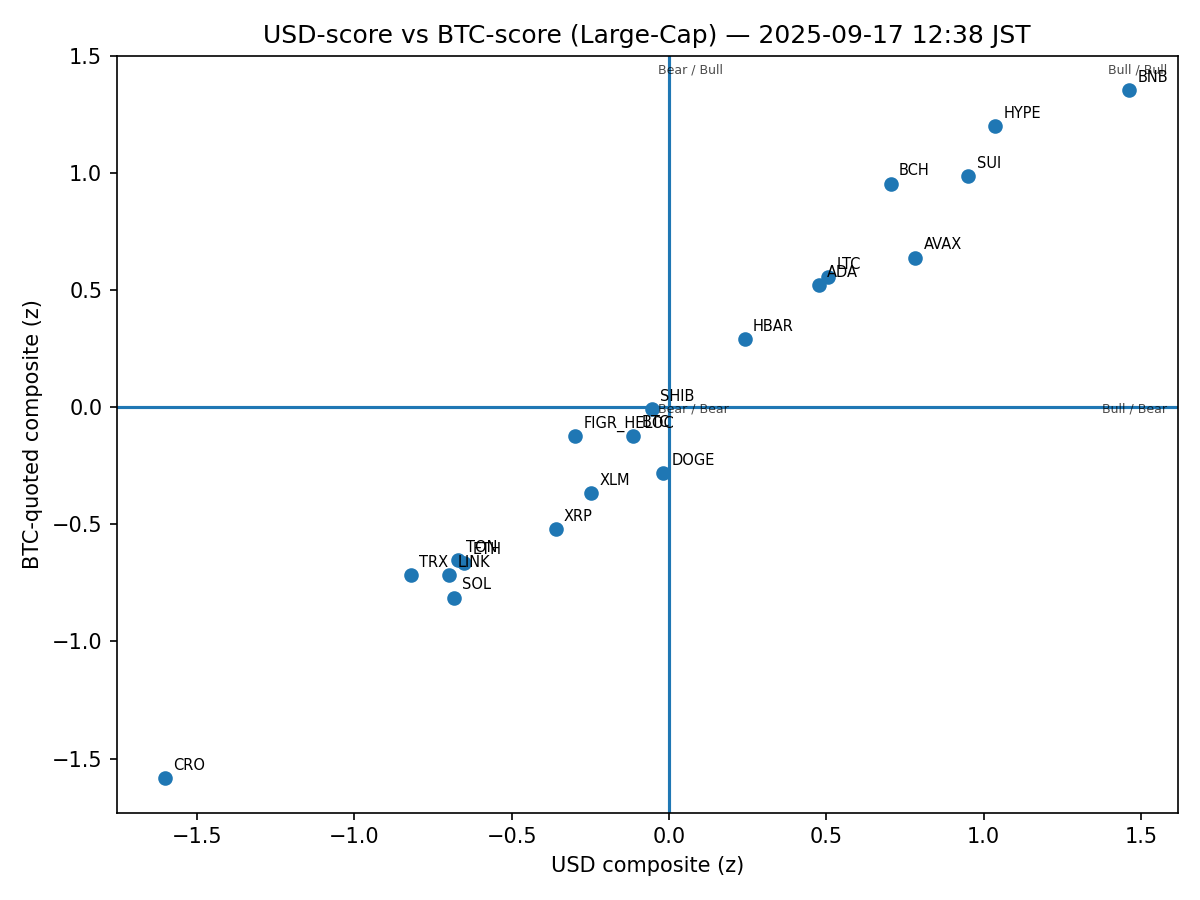 USD-score vs BTC-score (Large-Cap) — 2025-09-17 12:38 JST
1.5
Bear / Bull
Bull / Bull
BNB
HYPE
1.0
SUI
BCH
AVAX
0.5
LTC
ADA
HBAR
0.0
SHIB
Bear / Bear
Bull / Bear
FIGR_HELOC
BTC
DOGE
XLM
−0.5
XRP
TON
ETH
TRX
LINK
SOL
−1.0
−1.5
CRO
BTC-quoted composite (z)
−1.5
−1.0
−0.5
0.0
0.5
1.0
1.5
USD composite (z)